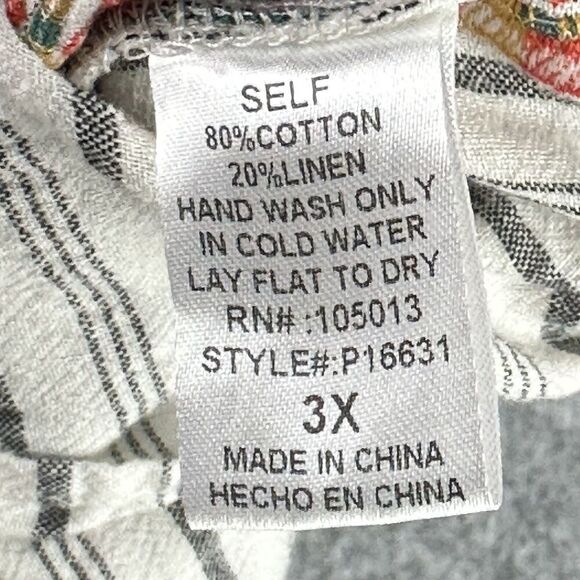 SELF
80%COTTON
20%LINEN
HAND WASH ONLY
IN COLD WATER
LAY FLAT TO DRY
RN#:105013
STYLE#:P16631
3X
MADE IN CHINA
HECHO EN CHINA